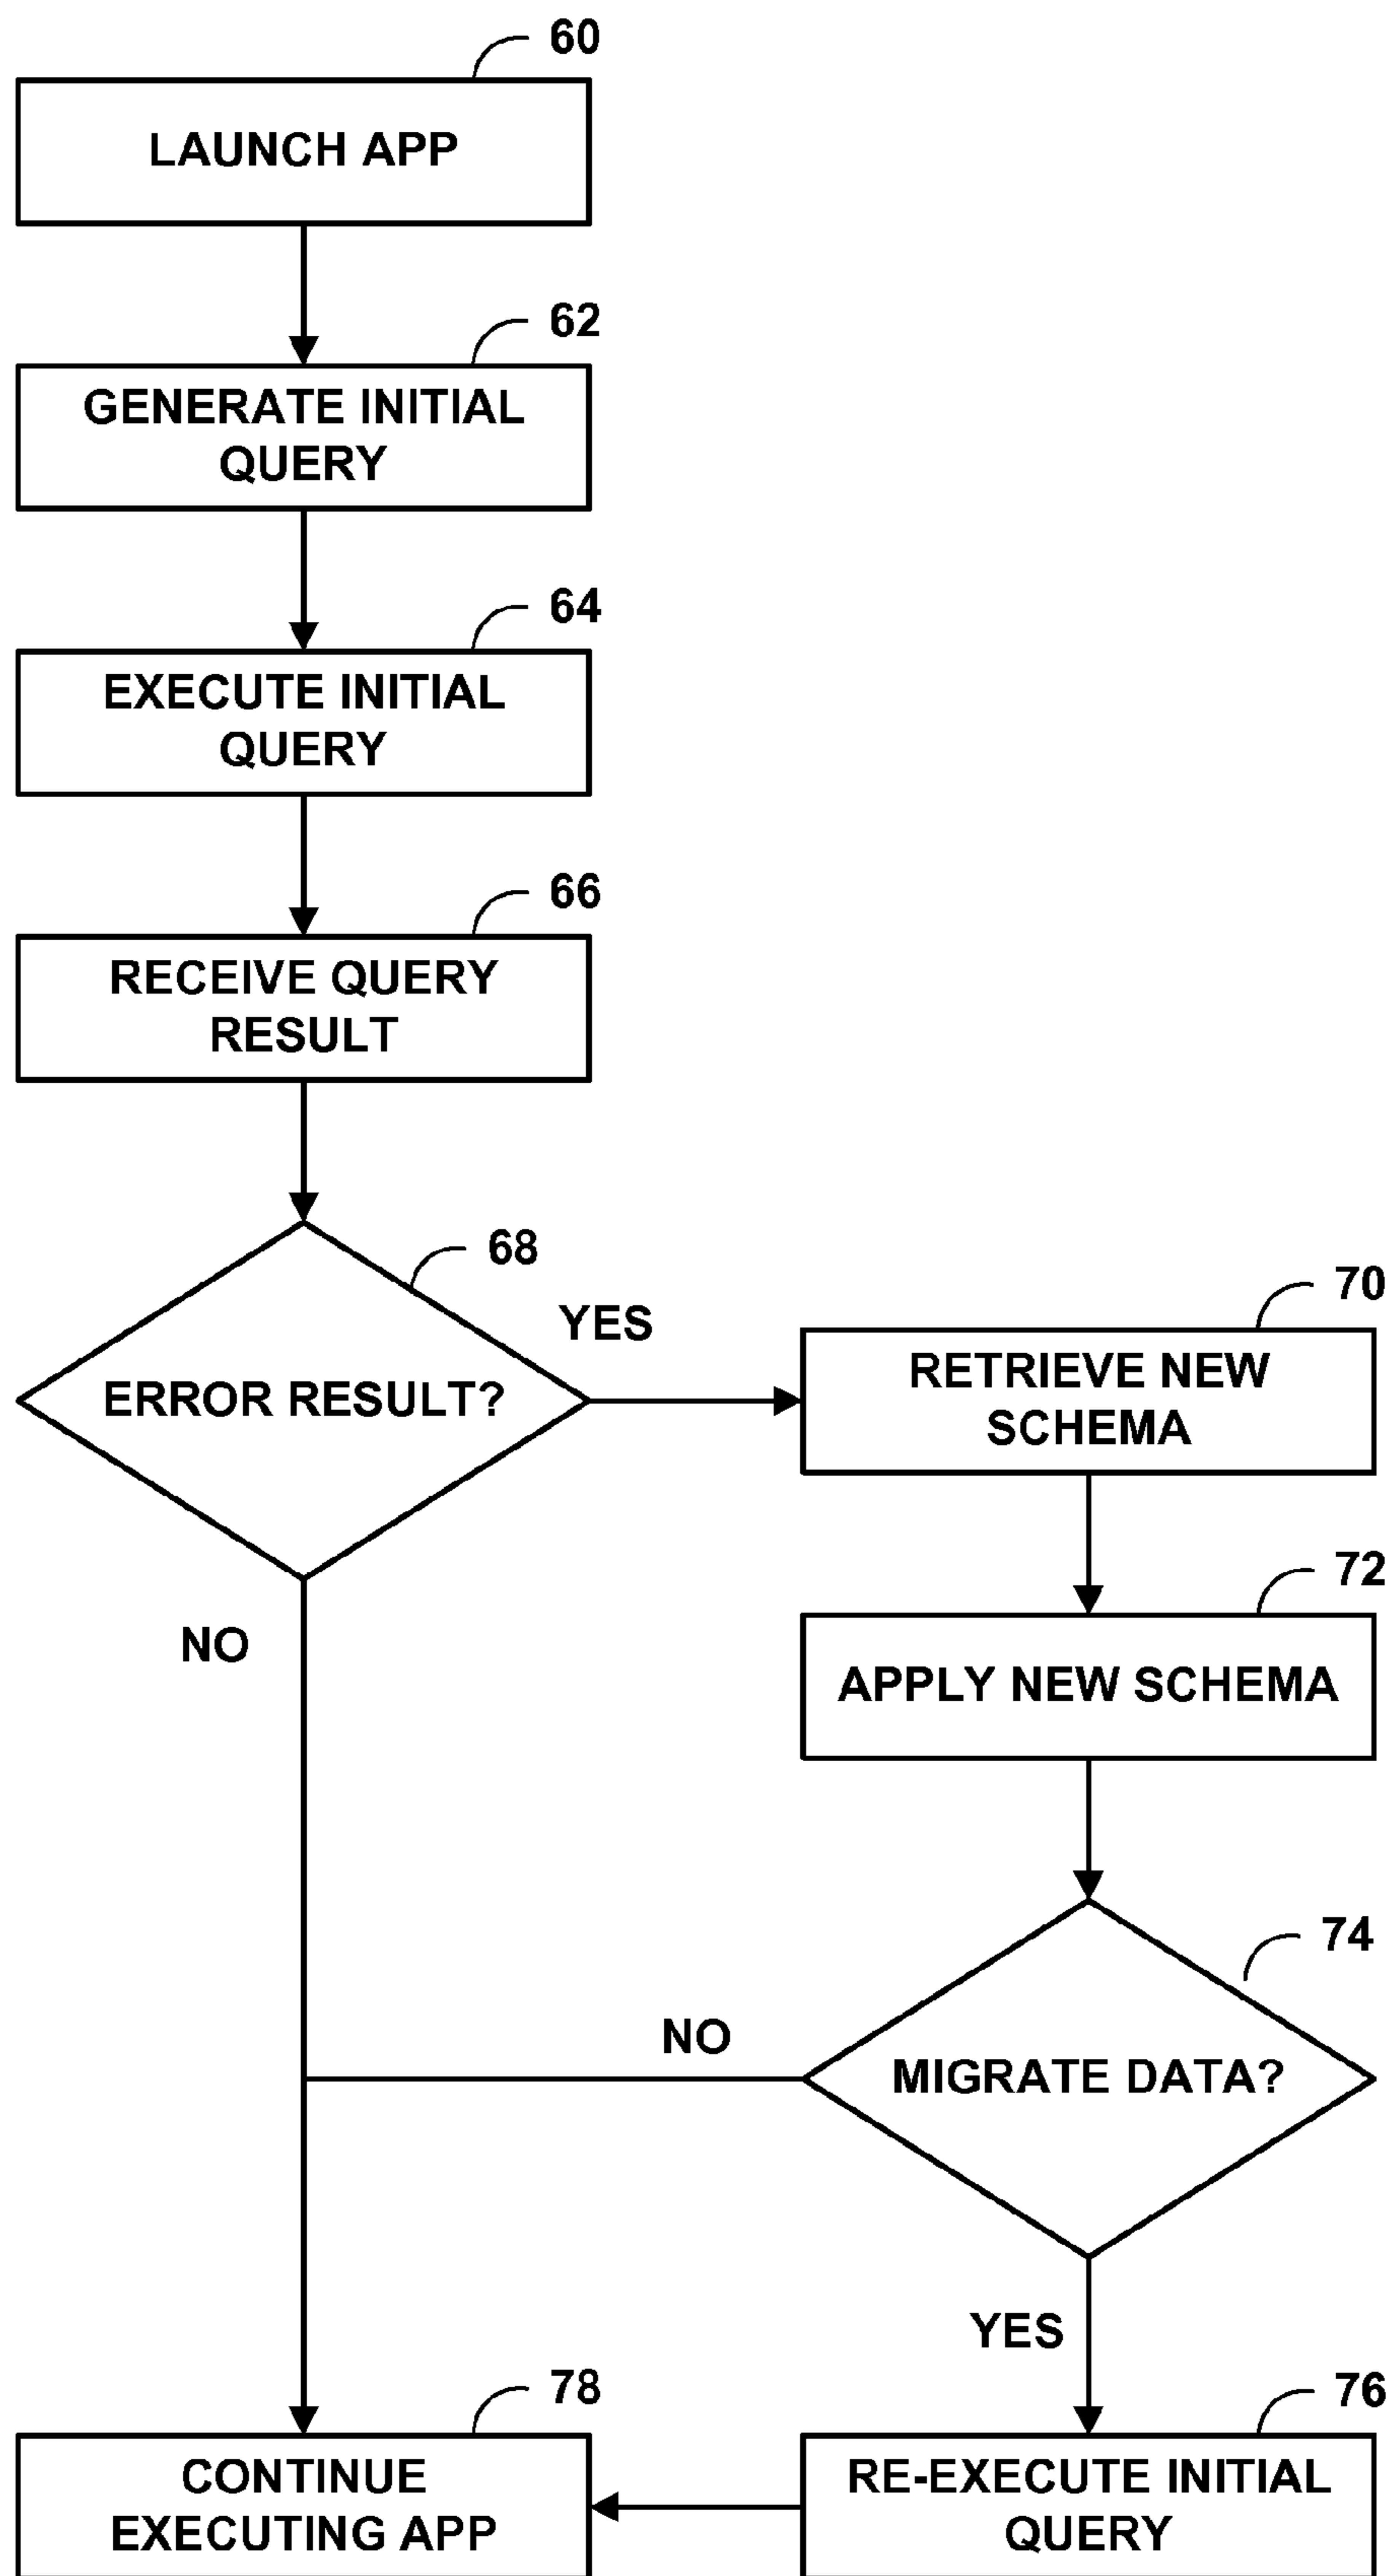 60
LAUNCH APP
62
GENERATE INITIAL
QUERY
64
EXECUTE INITIAL
QUERY
66
RECEIVE QUERY
RESULT
68
ERROR RESULT?
YES
NO
70
RETRIEVE NEW
SCHEMA
72
APPLY NEW SCHEMA
74
MIGRATE DATA?
NO
YES
76
RE-EXECUTE INITIAL
QUERY
78
CONTINUE
EXECUTING APP